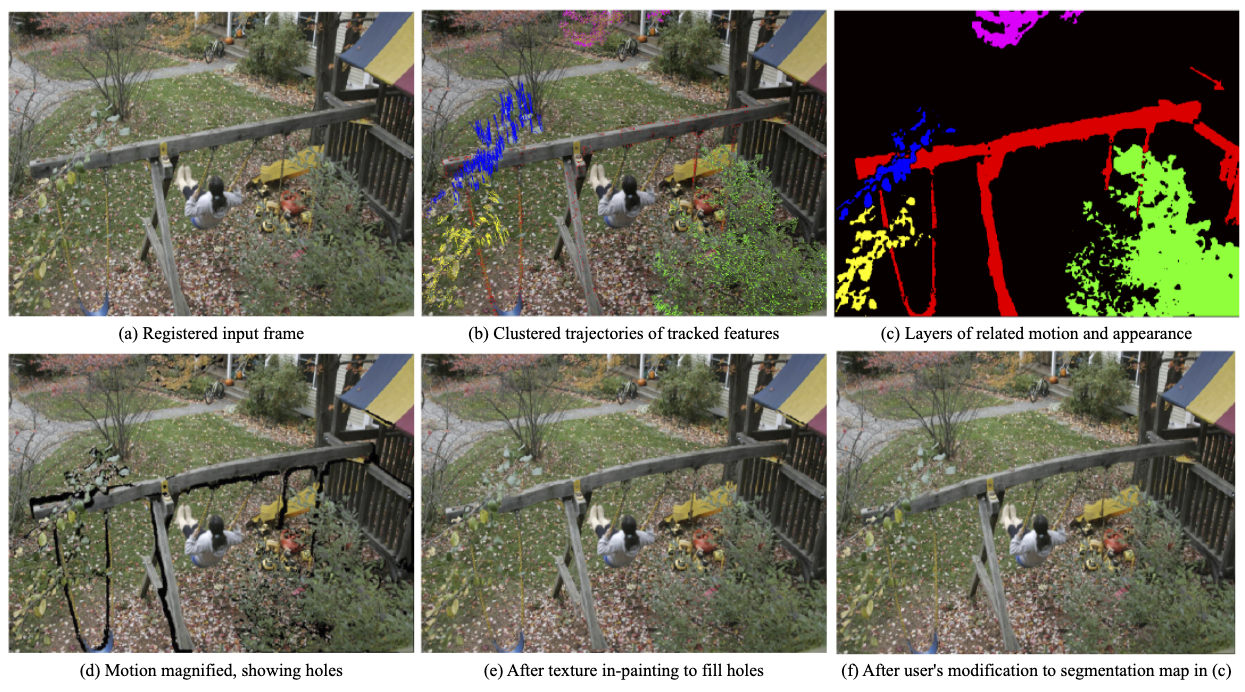 (a) Registered input frame
(b) Clustered trajectories of tracked features
(c) Layers of related motion and appearance
(d) Motion magnified, showing holes
(e) After texture in-painting to fill holes
(f) After user's modification to segmentation map in (c)